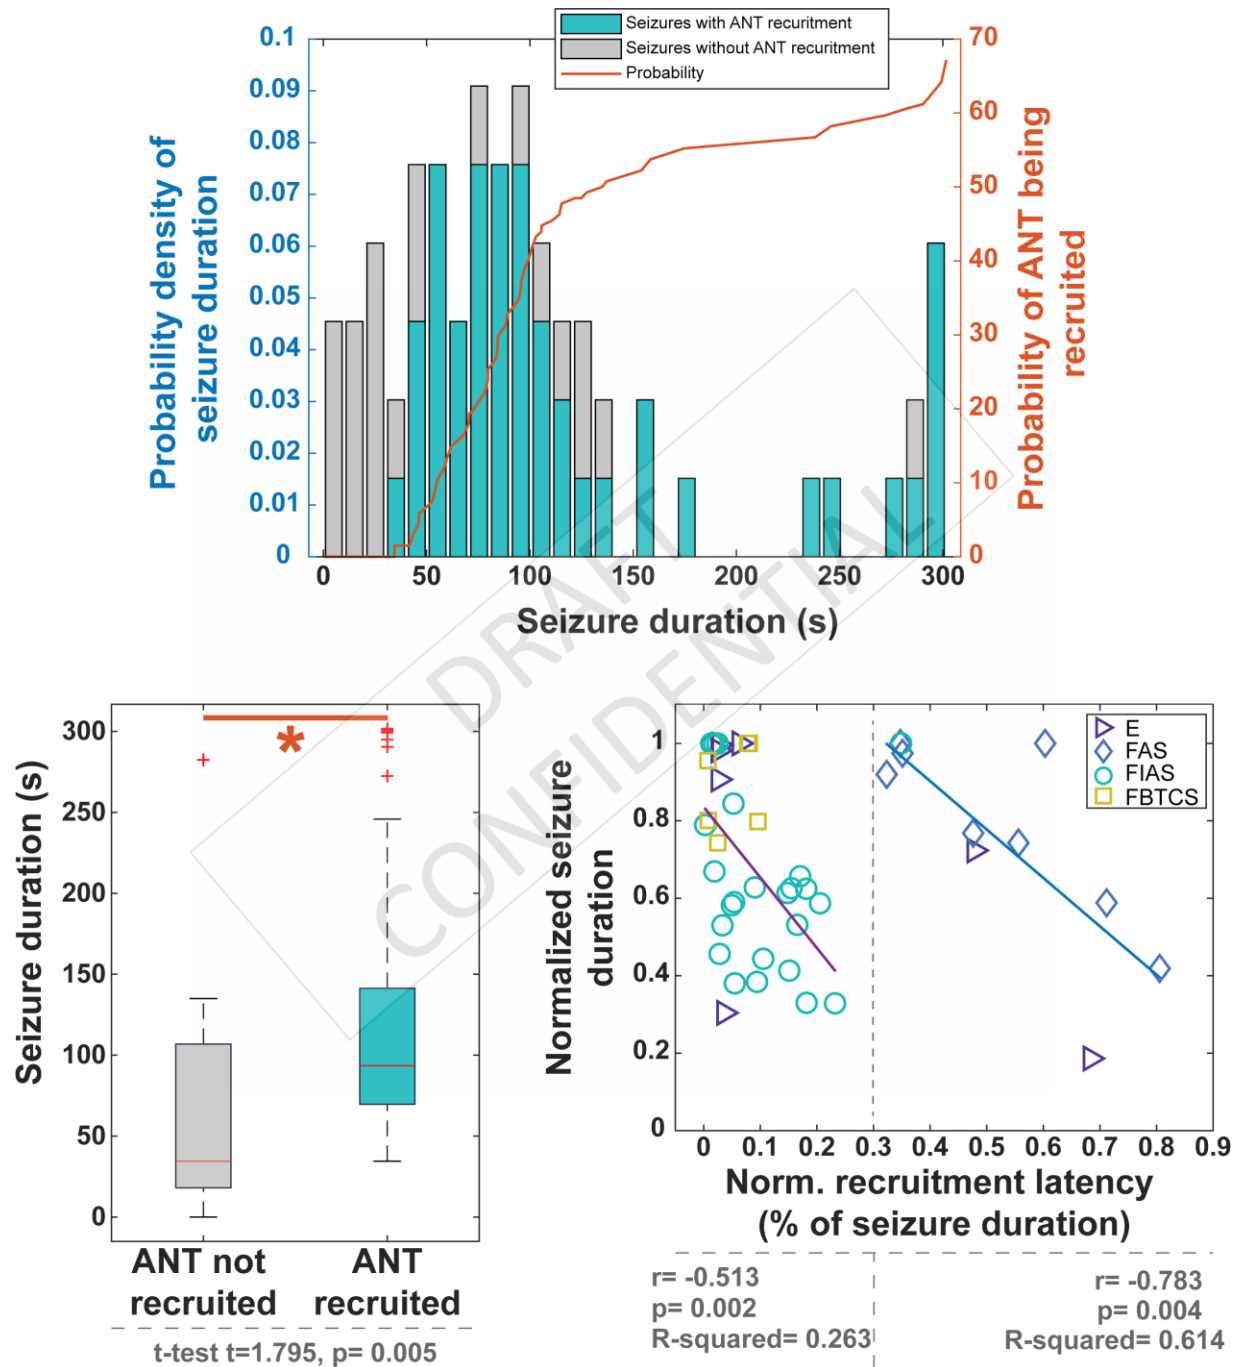 Seizures with ANT recuritment
Seizures without ANT recuritment
Probability
0.1
0.09
0.08
0.07
0.06
0.05
0.04
0.03
0.02
0.01
0
Probability density of
seizure duration
70
60
50
40
30
20
10
0
Probability of ANT being
recruited
0 50 100 150 200 250 300
Seizure duration (s)
DRAFT
CONFIDENTIAL
300
250
200
150
100
50
0
Seizure duration (s)
*
ANT not
recruited
ANT
recruited
t-test t=1.795, p= 0.005
E
FAS
FIAS
FBTCS
1
0.8
0.6
0.4
0.2
0
Normalized seizure
duration
0 0.1 0.2 0.3 0.4 0.5 0.6 0.7 0.8 0.9
Norm. recruitment latency
(% of seizure duration)
r= -0.513
p= 0.002
R-squared= 0.263
r= -0.783
p= 0.004
R-squared= 0.614